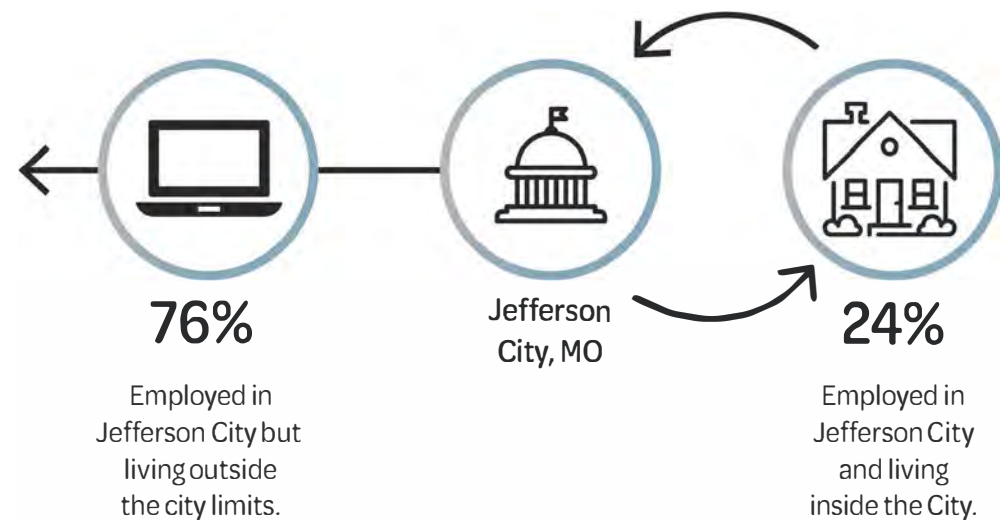 76%
Employed in
Jefferson City but
living outside
the city limits.
Jefferson
City, MO
24%
Employed in
Jefferson City
and living
inside the City.